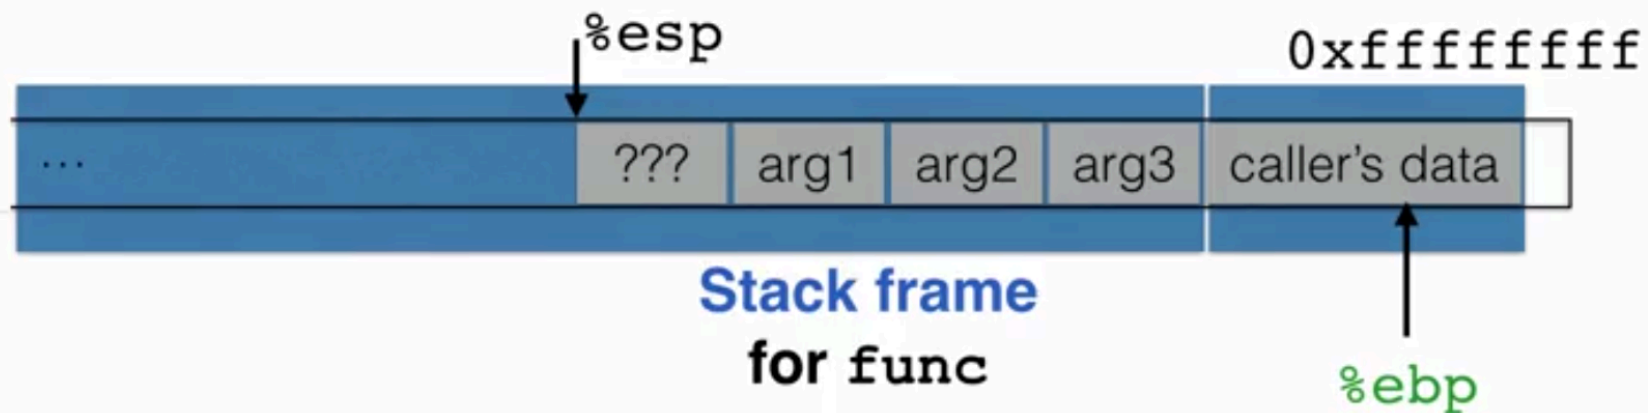 %esp
0xffffffff
... ??? arg1 arg2 arg3 caller's data
Stack frame
for func
%ebp